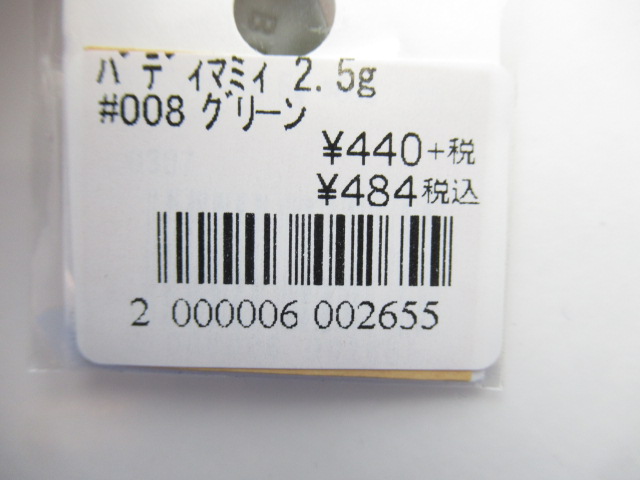 ﾊﾞﾃﾞｨﾏﾐｨ 2.5g
#008 ｸﾞﾘｰﾝ
¥440+税
¥484税込
2 000006 002655